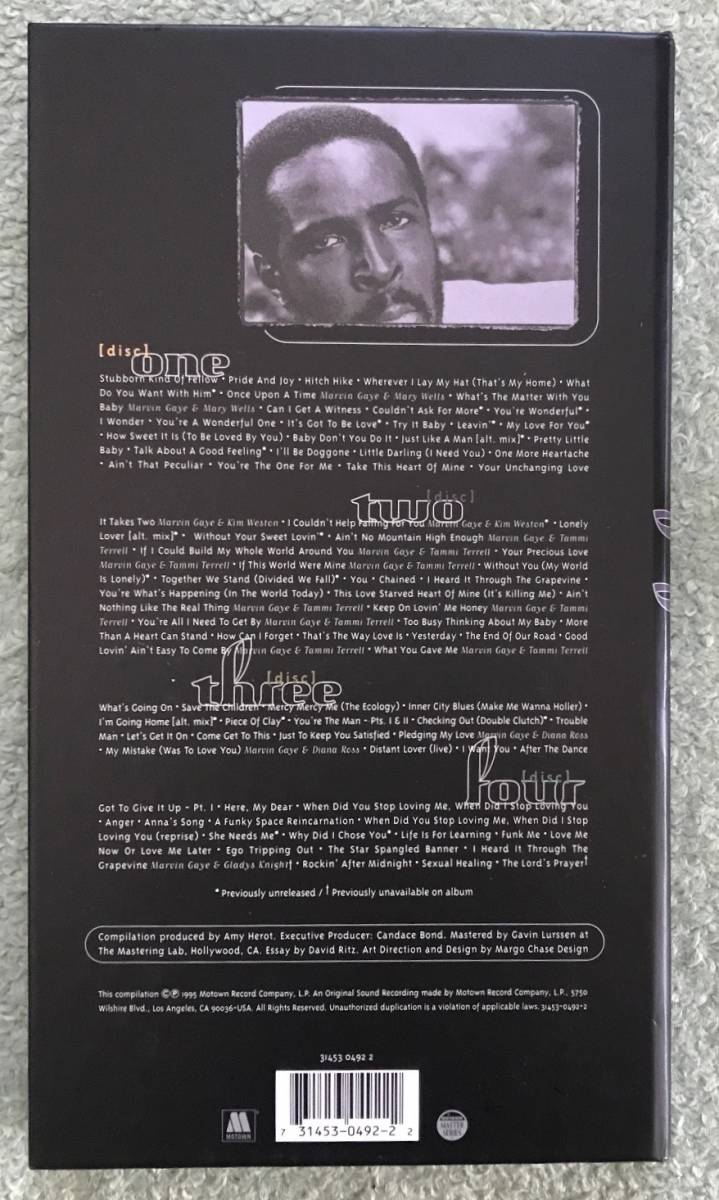 [disc] one
Stubborn Kind Of Fellow • Pride And Joy • Hitch Hike • Wherever I Lay My Hat (That's My Home) • What
Do You Want With Him* • Once Upon A Time Marvin Gaye & Mary Wells • What's The Matter With You
Baby Marvin Gaye & Mary Wells • Can I Get A Witness • Couldn't Ask For More* • You're Wonderful* •
I Wonder • You're A Wonderful One • It's Got To Be Love* • Try It Baby • Leavin'* • My Love For You*
• How Sweet It Is (To Be Loved By You) • Baby Don't You Do It • Just Like A Man [alt. mix]* • Pretty Little
Baby • Talk About A Good Feeling* • I'll Be Doggone • Little Darling (I Need You) • One More Heartache
• Ain't That Peculiar • You're The One For Me • Take This Heart Of Mine • Your Unchanging Love
two [disc]
It Takes Two Marvin Gaye & Kim Weston • I Couldn't Help Falling For You Marvin Gaye & Kim Weston* • Lonely
Lover [alt. mix]* • Without Your Sweet Lovin'* • Ain't No Mountain High Enough Marvin Gaye & Tammi
Terrell • If I Could Build My Whole World Around You Marvin Gaye & Tammi Terrell • Your Precious Love
Marvin Gaye & Tammi Terrell • If This World Were Mine Marvin Gaye & Tammi Terrell • Without You (My World
Is Lonely)* • Together We Stand (Divided We Fall)* • You • Chained • I Heard It Through The Grapevine •
You're What's Happening (In The World Today) • This Love Starved Heart Of Mine (It's Killing Me) • Ain't
Nothing Like The Real Thing Marvin Gaye & Tammi Terrell • Keep On Lovin' Me Honey Marvin Gaye & Tammi
Terrell • You're All I Need To Get By Marvin Gaye & Tammi Terrell • Too Busy Thinking About My Baby • More
Than A Heart Can Stand • How Can I Forget • That's The Way Love Is • Yesterday • The End Of Our Road • Good
Lovin' Ain't Easy To Come By Marvin Gaye & Tammi Terrell • What You Gave Me Marvin Gaye & Tammi Terrell
three [disc]
What's Going On • Save The Children • Mercy Mercy Me (The Ecology) • Inner City Blues (Make Me Wanna Holler) •
I'm Going Home [alt. mix]* • Piece Of Clay* • You're The Man - Pts. I & II • Checking Out (Double Clutch)* • Trouble
Man • Let's Get It On • Come Get To This • Just To Keep You Satisfied • Pledging My Love Marvin Gaye & Diana Ross
• My Mistake (Was To Love You) Marvin Gaye & Diana Ross • Distant Lover (live) • I Want You • After The Dance
four [disc]
Got To Give It Up - Pt. I • Here, My Dear • When Did You Stop Loving Me, When Did I Stop Loving You
• Anger • Anna's Song • A Funky Space Reincarnation • When Did You Stop Loving Me, When Did I Stop
Loving You (reprise) • She Needs Me* • Why Did I Chose You* • Life Is For Learning • Funk Me • Love Me
Now Or Love Me Later • Ego Tripping Out • The Star Spangled Banner • I Heard It Through The
Grapevine Marvin Gaye & Gladys Knight† • Rockin' After Midnight • Sexual Healing • The Lord's Prayer†
* Previously unreleased / † Previously unavailable on album
Compilation produced by Amy Herot. Executive Producer: Candace Bond. Mastered by Gavin Lurssen at
The Mastering Lab, Hollywood, CA. Essay by David Ritz. Art Direction and Design by Margo Chase Design
This compilation ©℗ 1995 Motown Record Company, L.P. An Original Sound Recording made by Motown Record Company, L.P., 5750
Wilshire Blvd., Los Angeles, CA 90036-USA. All Rights Reserved. Unauthorized duplication is a violation of applicable laws. 31453-0492-2
31453 0492 2
7 31453-0492-2 2
M MOTOWN
MASTER SERIES